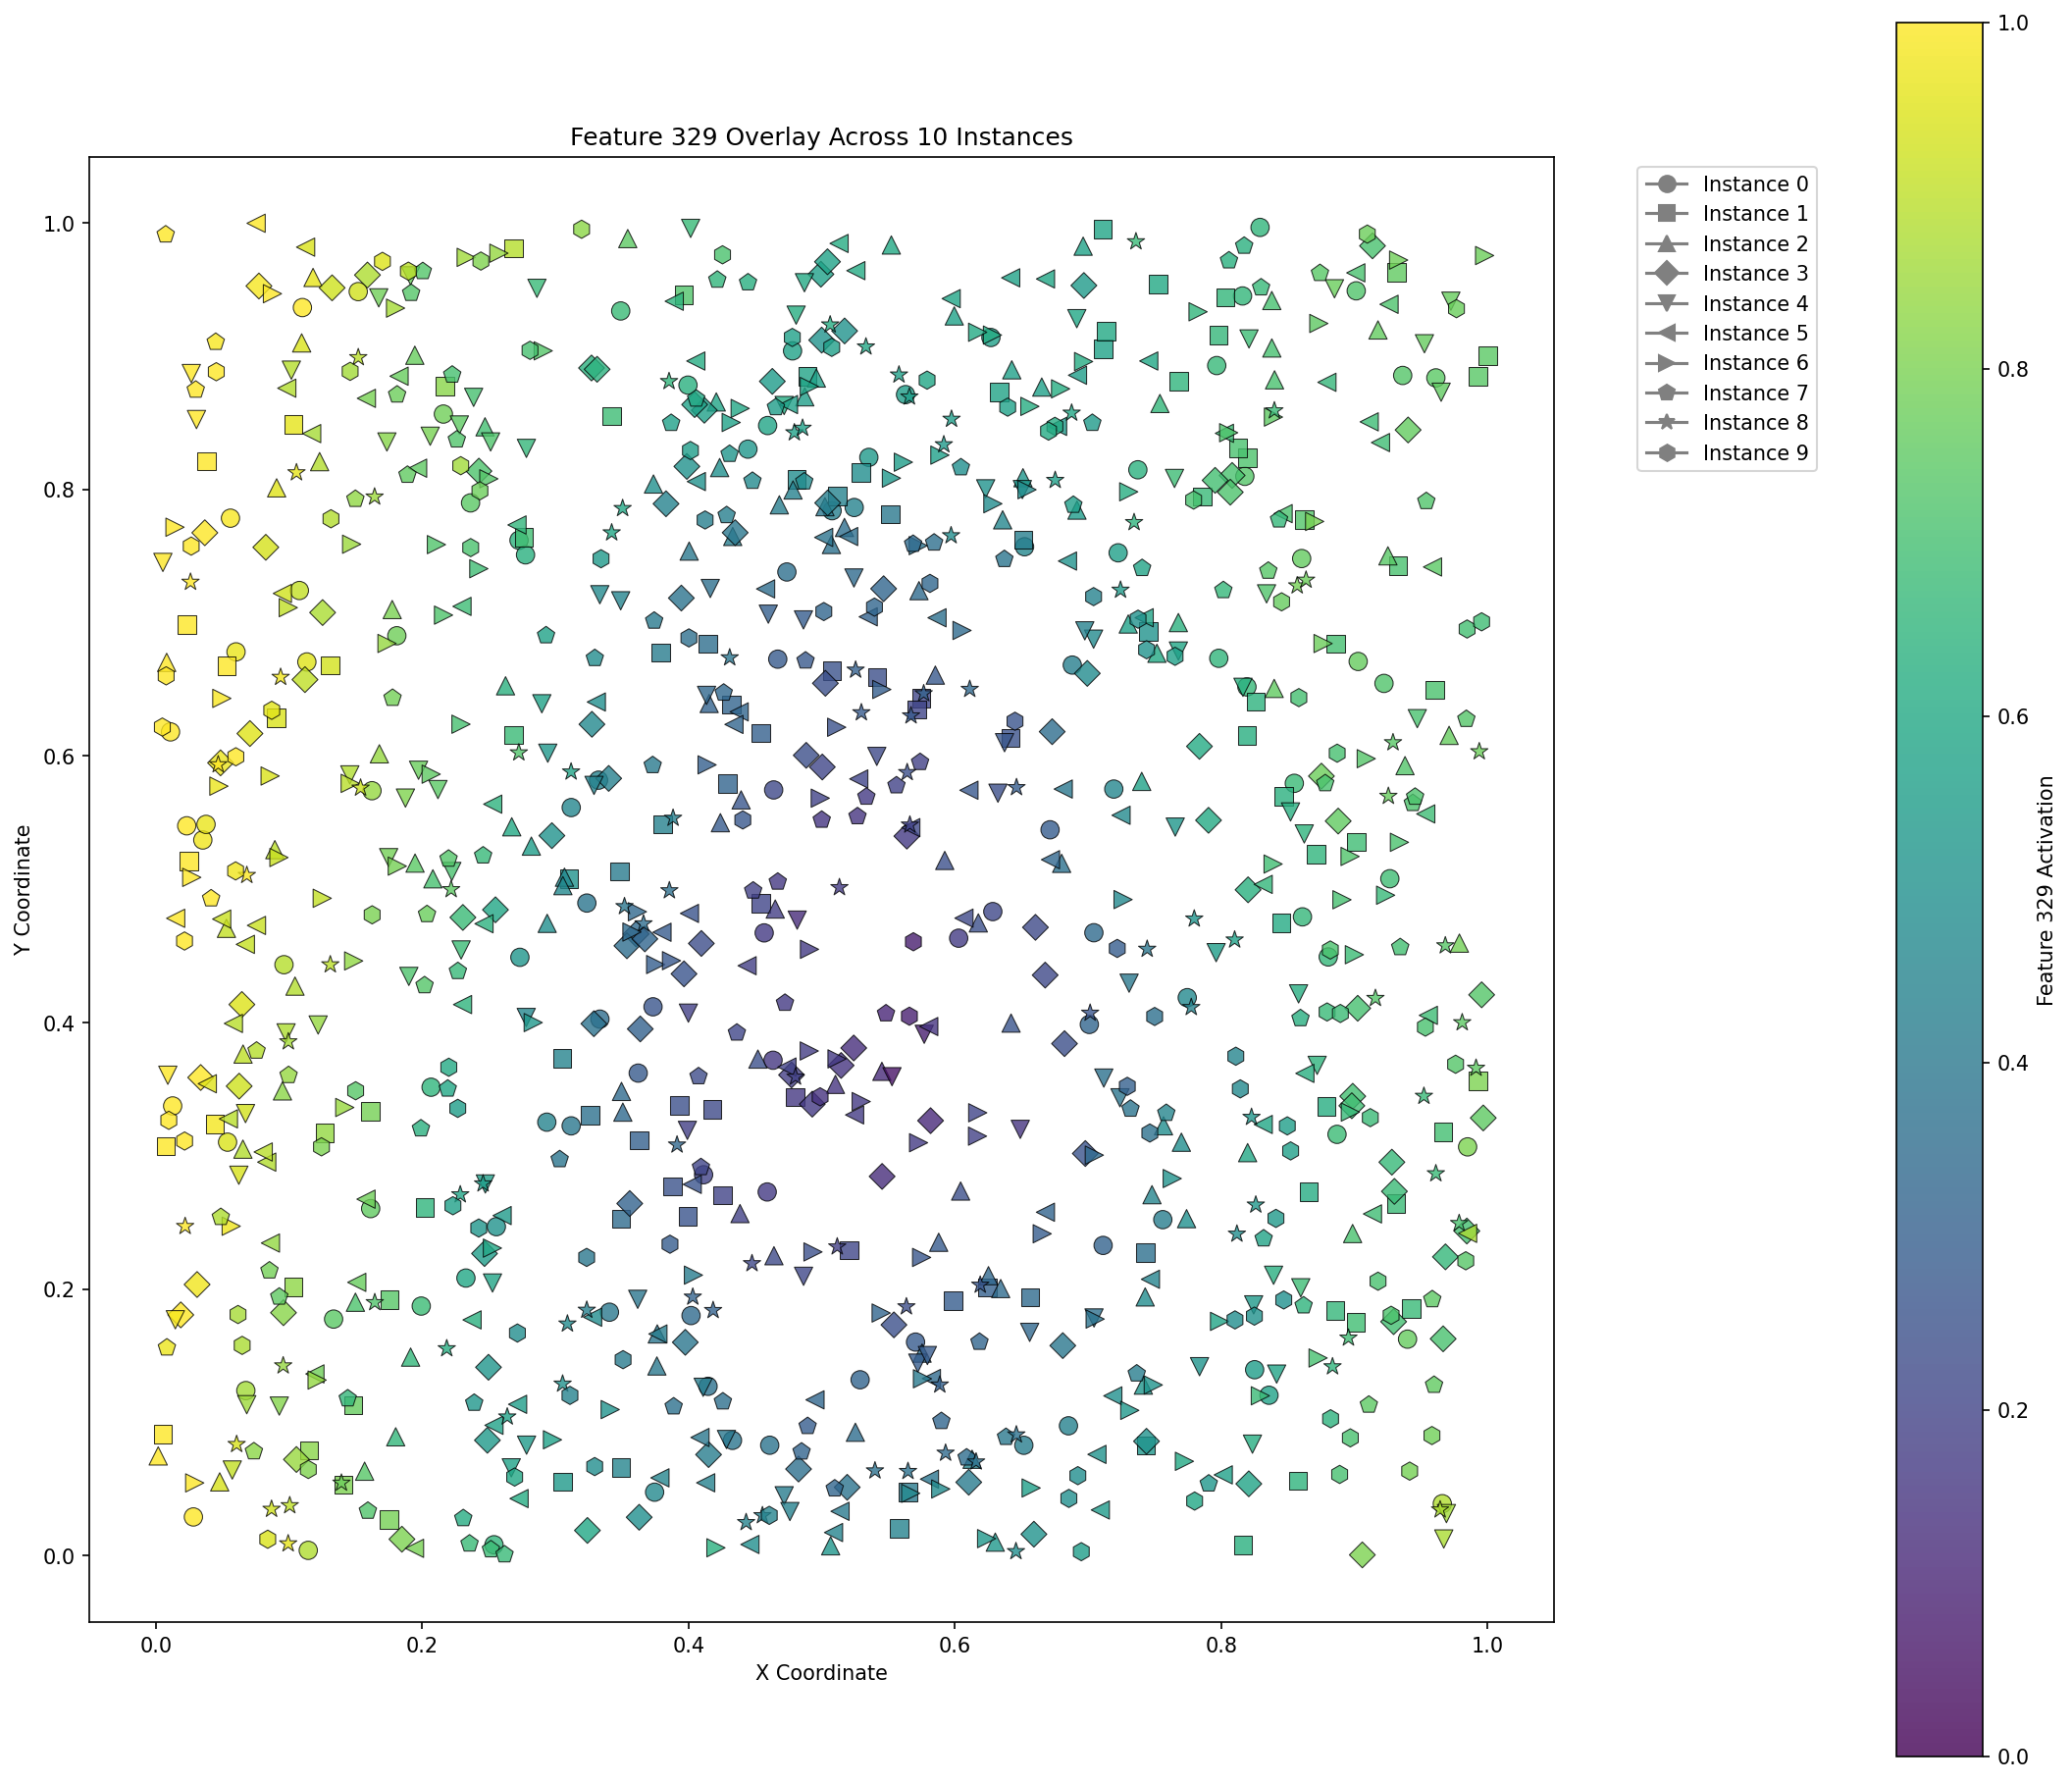 Feature 329 Overlay Across 10 Instances
Y Coordinate
1.0
0.8
0.6
0.4
0.2
0.0
0.0 0.2 0.4 0.6 0.8 1.0
X Coordinate
Instance 0
Instance 1
Instance 2
Instance 3
Instance 4
Instance 5
Instance 6
Instance 7
Instance 8
Instance 9
1.0
0.8
0.6
0.4
0.2
0.0
Feature 329 Activation